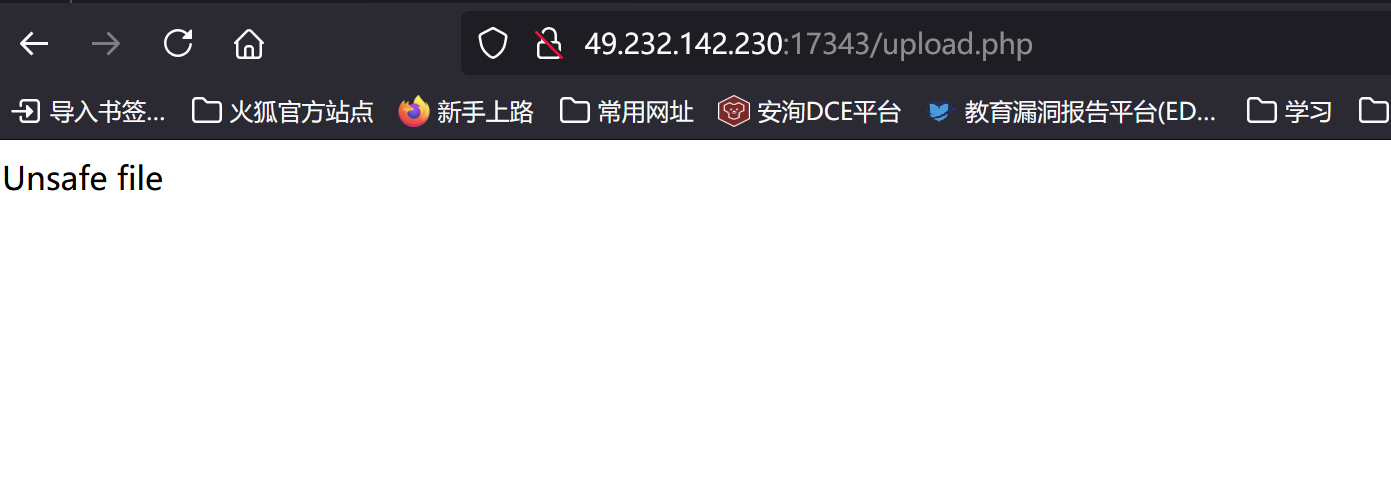 49.232.142.230:17343/upload.php
导入书签... 火狐官方站点 新手上路 常用网址 安洵DCE平台 教育漏洞报告平台(ED... 学习
Unsafe file